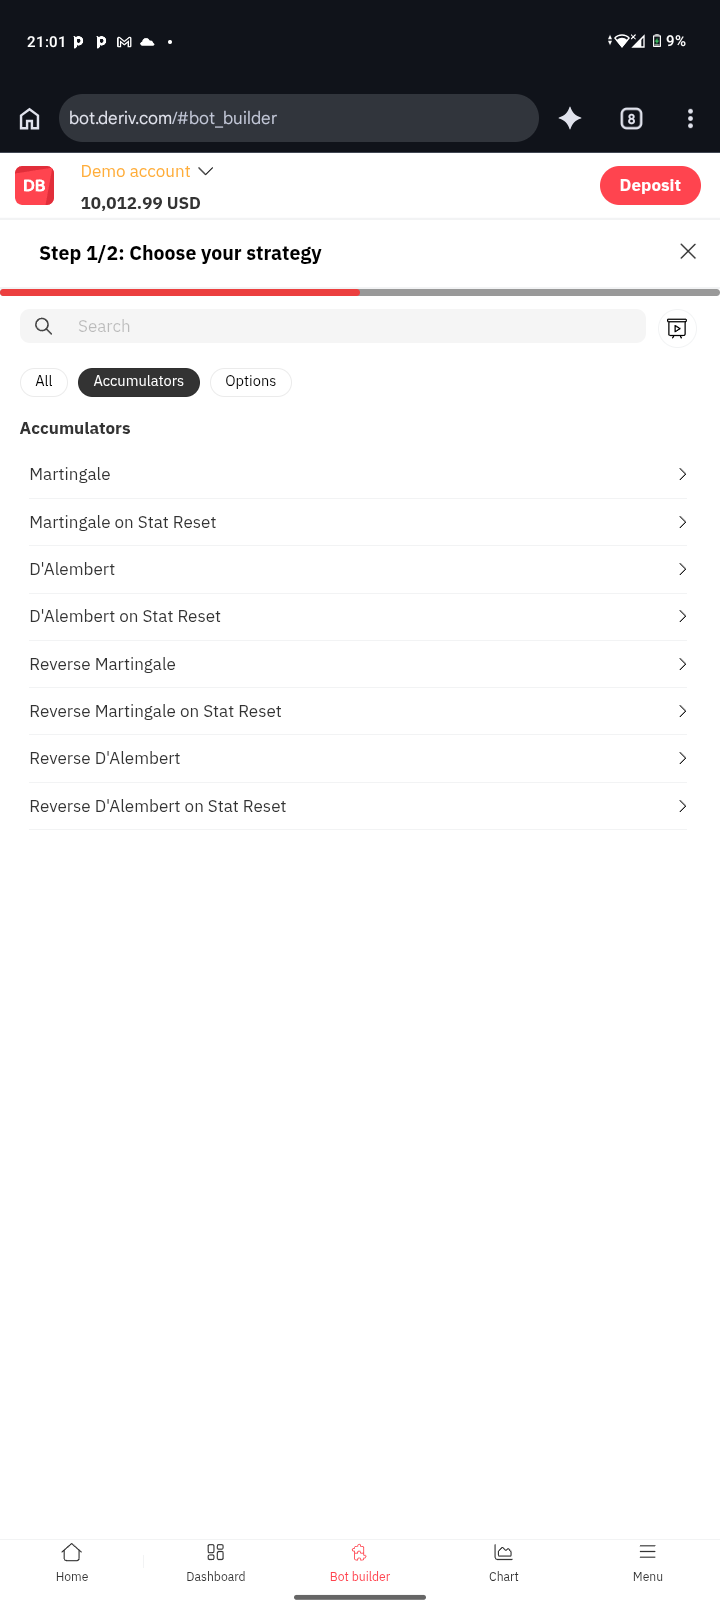 21:01 9%
bot.deriv.com/#bot_builder 8
DB Demo account
10,012.99 USD
Deposit
Step 1/2: Choose your strategy
Search
All Accumulators Options
Accumulators
Martingale
Martingale on Stat Reset
D'Alembert
D'Alembert on Stat Reset
Reverse Martingale
Reverse Martingale on Stat Reset
Reverse D'Alembert
Reverse D'Alembert on Stat Reset
Home Dashboard Bot builder Chart Menu